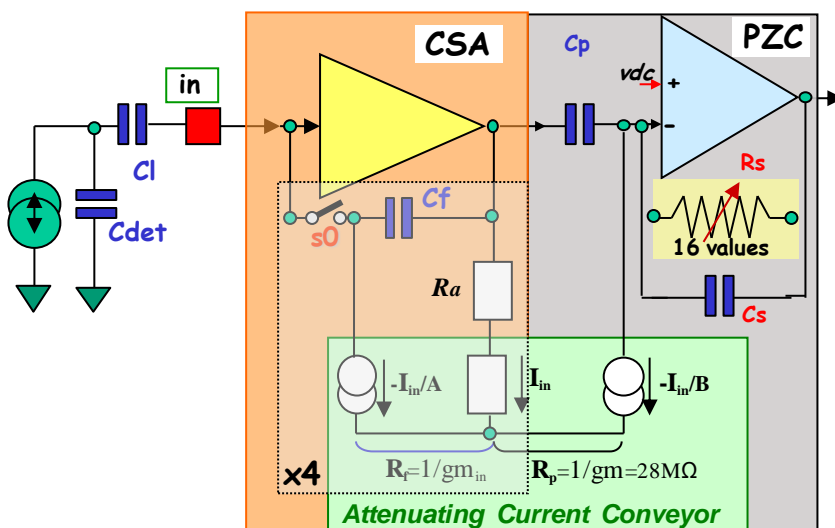 CSA
PZC
Cp
in
vdc
+
-
Cl
Rs
Cf
Cdet
s0
16 values
Ra
Cs
-Iin/A
Iin
-Iin/B
x4
Rf=1/gmin
Rp=1/gm=28MΩ
Attenuating Current Conveyor